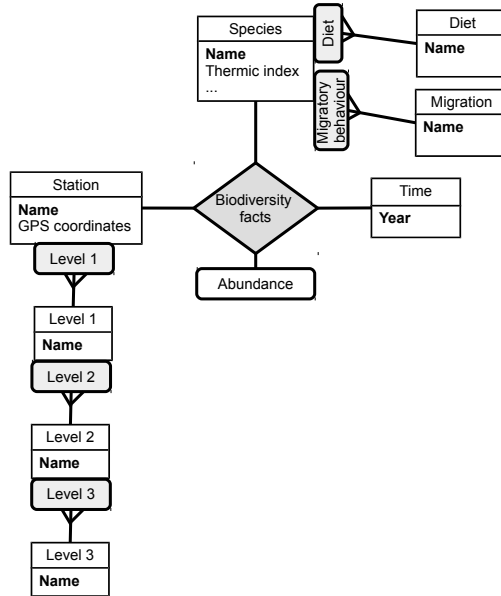 Species
Name
Thermic index
...
Diet
Diet
Name
Migratory
behaviour
Migration
Name
Station
Name
GPS coordinates
Biodiversity
facts
Time
Year
Abundance
Level 1
Level 1
Name
Level 2
Level 2
Name
Level 3
Level 3
Name